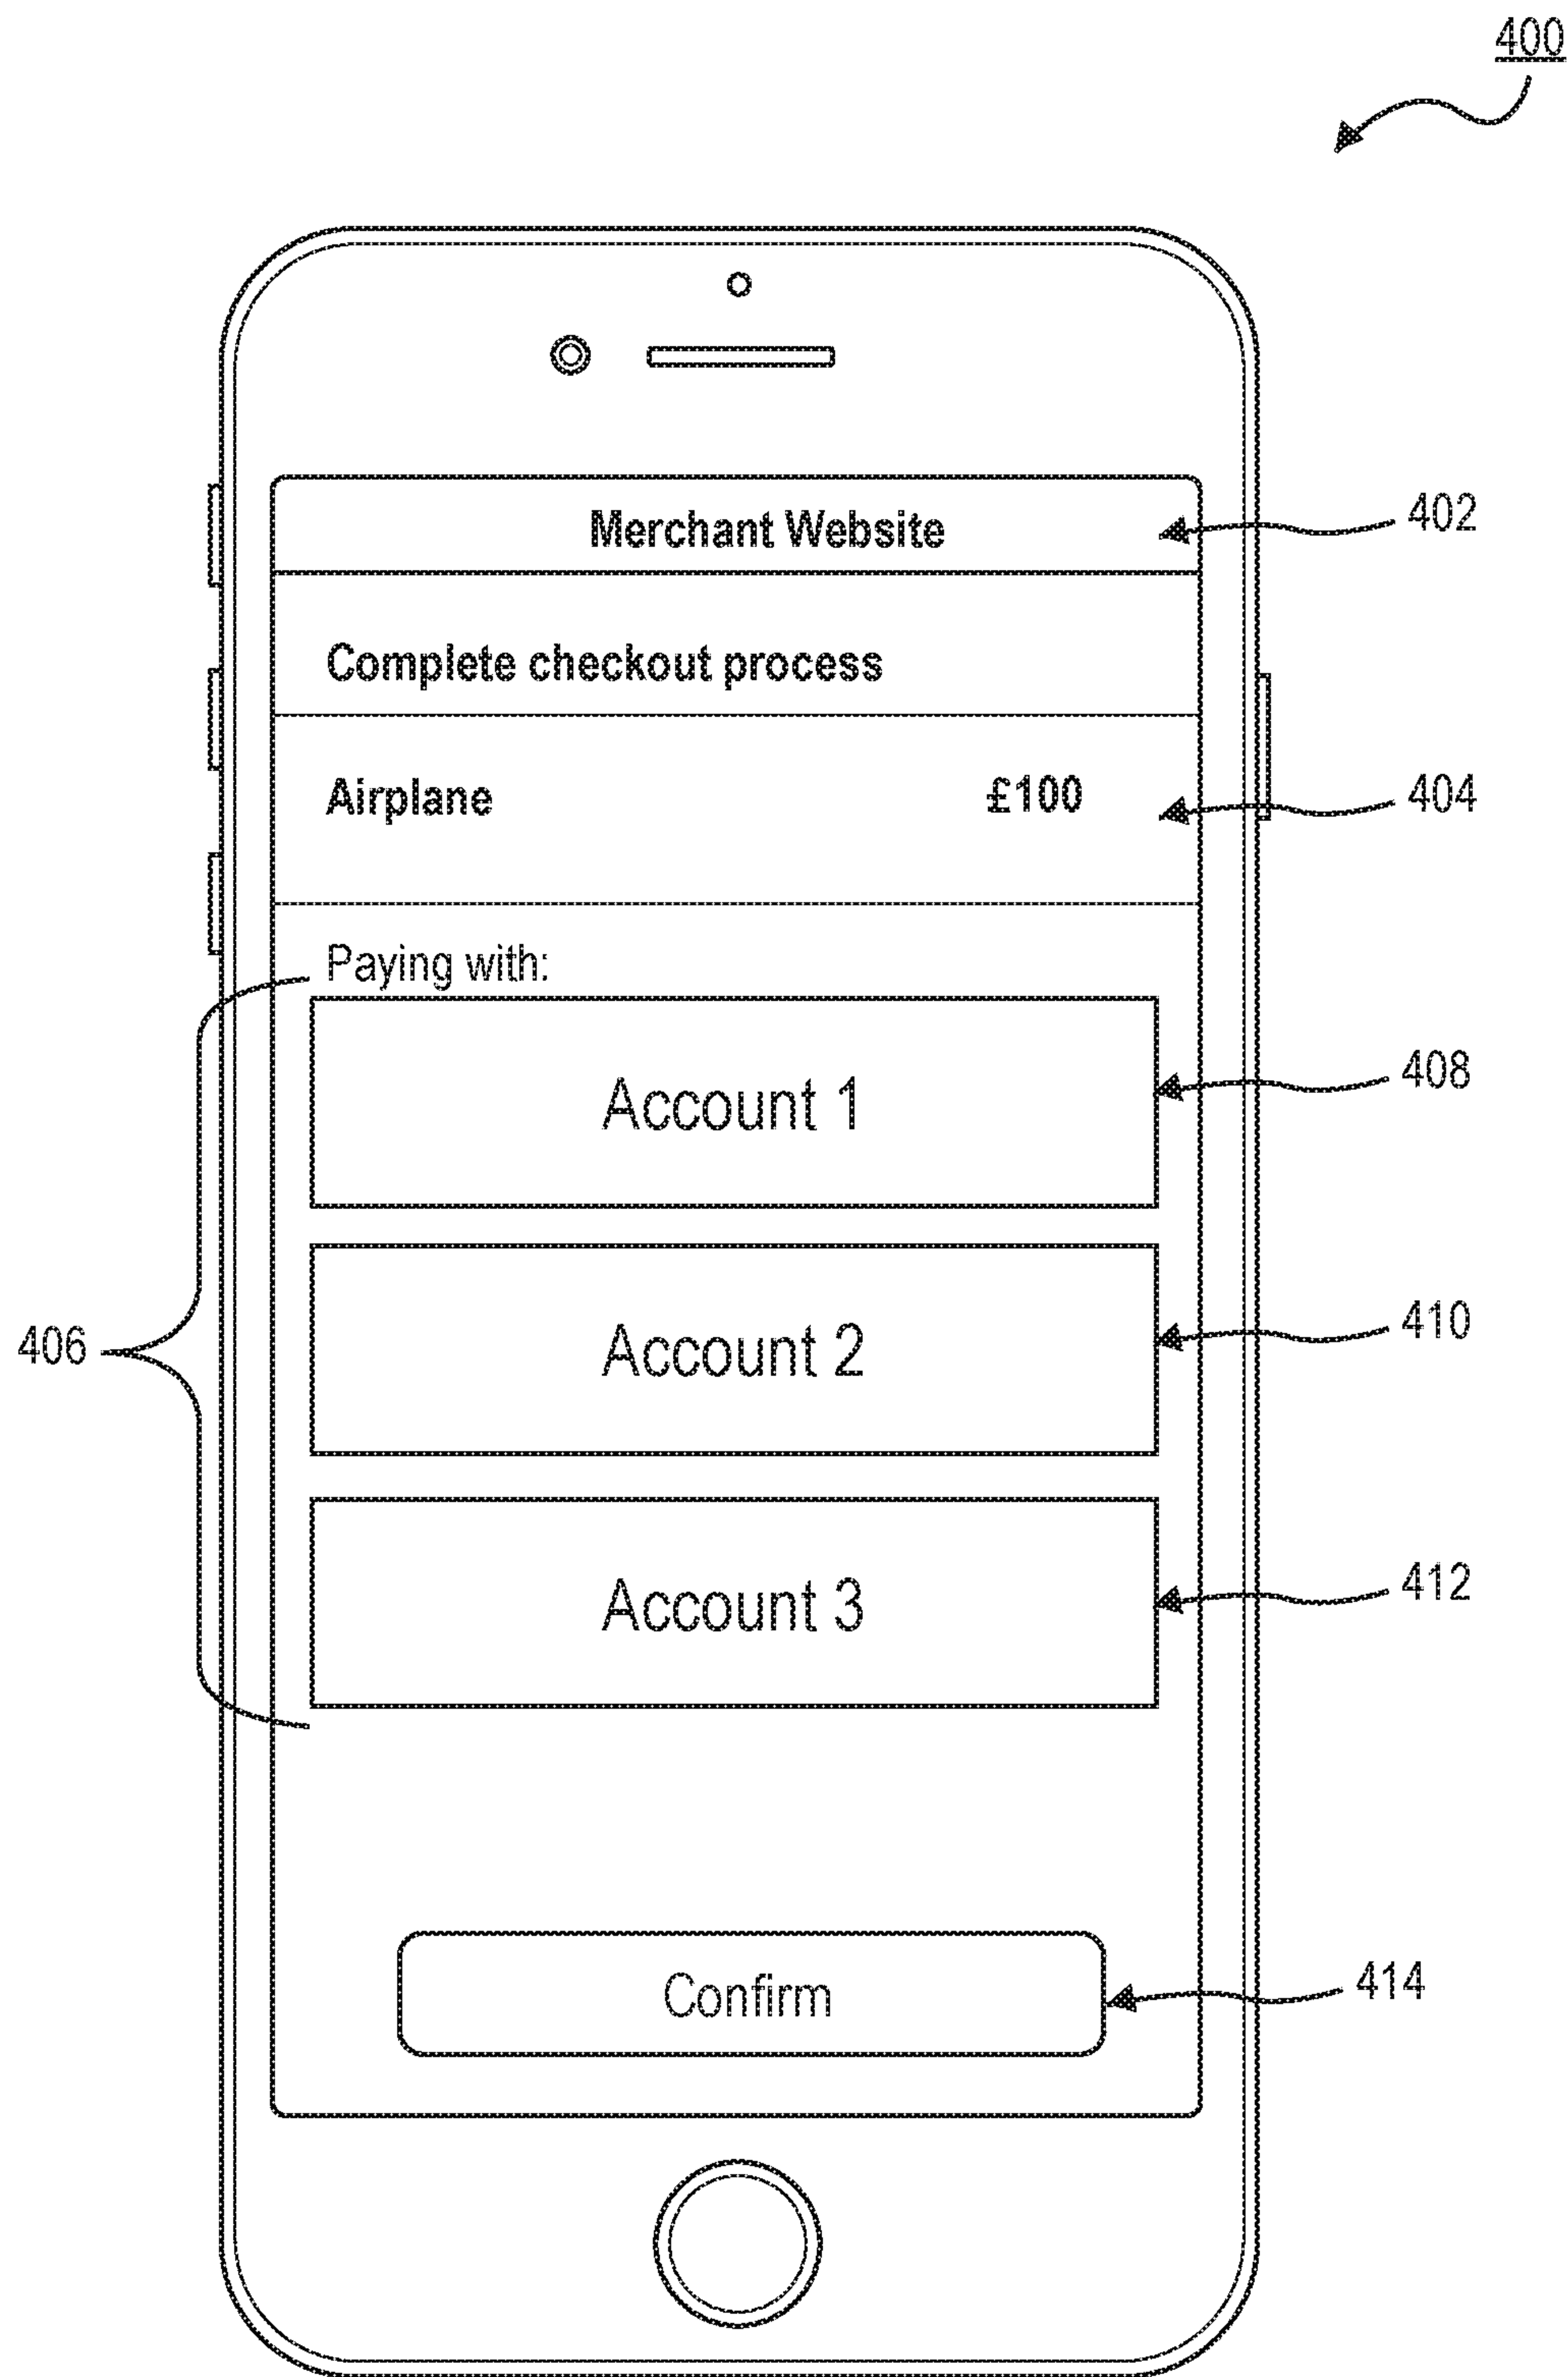 400
Merchant Website
402
Complete checkout process
Airplane £100
404
Paying with:
Account 1
408
406
Account 2
410
Account 3
412
Confirm
414